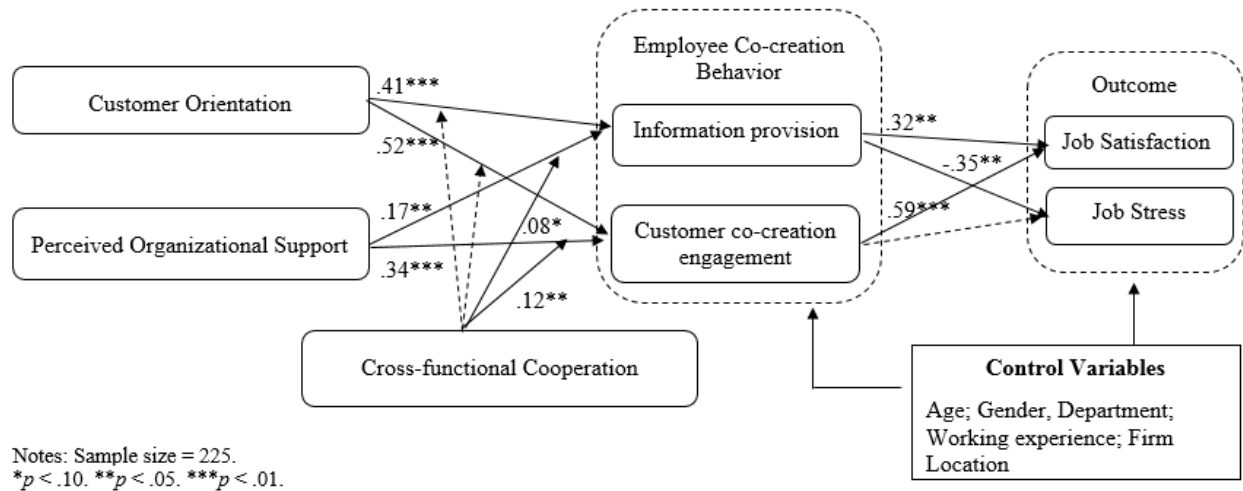 Employee Co-creation
Behavior
Outcome
Customer Orientation
.41***
.52***
Information provision
.32**
-.35**
Job Satisfaction
Perceived Organizational Support
.17**
.34***
.08*
.12**
Customer co-creation
engagement
.59***
Job Stress
Cross-functional Cooperation
Control Variables
Age; Gender, Department;
Working experience; Firm
Location
Notes: Sample size = 225.
*p < .10. **p < .05. ***p < .01.